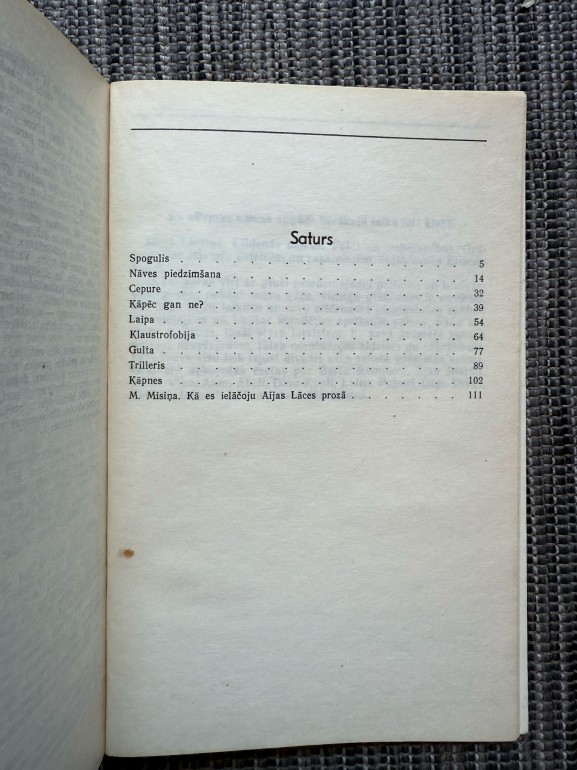 Saturs
Spogulis . . . . . . . . . . . . . . . . . . 5
Nāves piedzimšana . . . . . . . . . . . . . . . 14
Cepure . . . . . . . . . . . . . . . . . . 32
Kāpēc gan ne? . . . . . . . . . . . . . . . . 39
Laipa . . . . . . . . . . . . . . . . . . . 54
Klaustrofobija . . . . . . . . . . . . . . . . 64
Gulta . . . . . . . . . . . . . . . . . . . 77
Trilleris . . . . . . . . . . . . . . . . . . 89
Kāpnes . . . . . . . . . . . . . . . . . . 102
M. Misiņa. Kā es ielāčoju Aijas Lāces prozā . . . . . . . 111